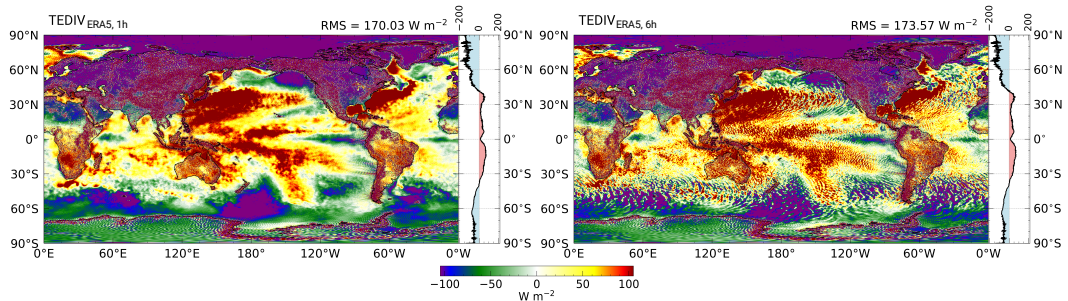 TEDIV ERA5, 1h
RMS = 170.03 W m−2
−200 0 200
90°N 60°N 30°N 0° 30°S 60°S 90°S
0°E 60°E 120°E 180° 120°W 60°W 0°W
90°N 60°N 30°N 0° 30°S 60°S 90°S
TEDIV ERA5, 6h
RMS = 173.57 W m−2
−200 0 200
90°N 60°N 30°N 0° 30°S 60°S 90°S
0°E 60°E 120°E 180° 120°W 60°W 0°W
90°N 60°N 30°N 0° 30°S 60°S 90°S
−100 −50 0 50 100
W m−2